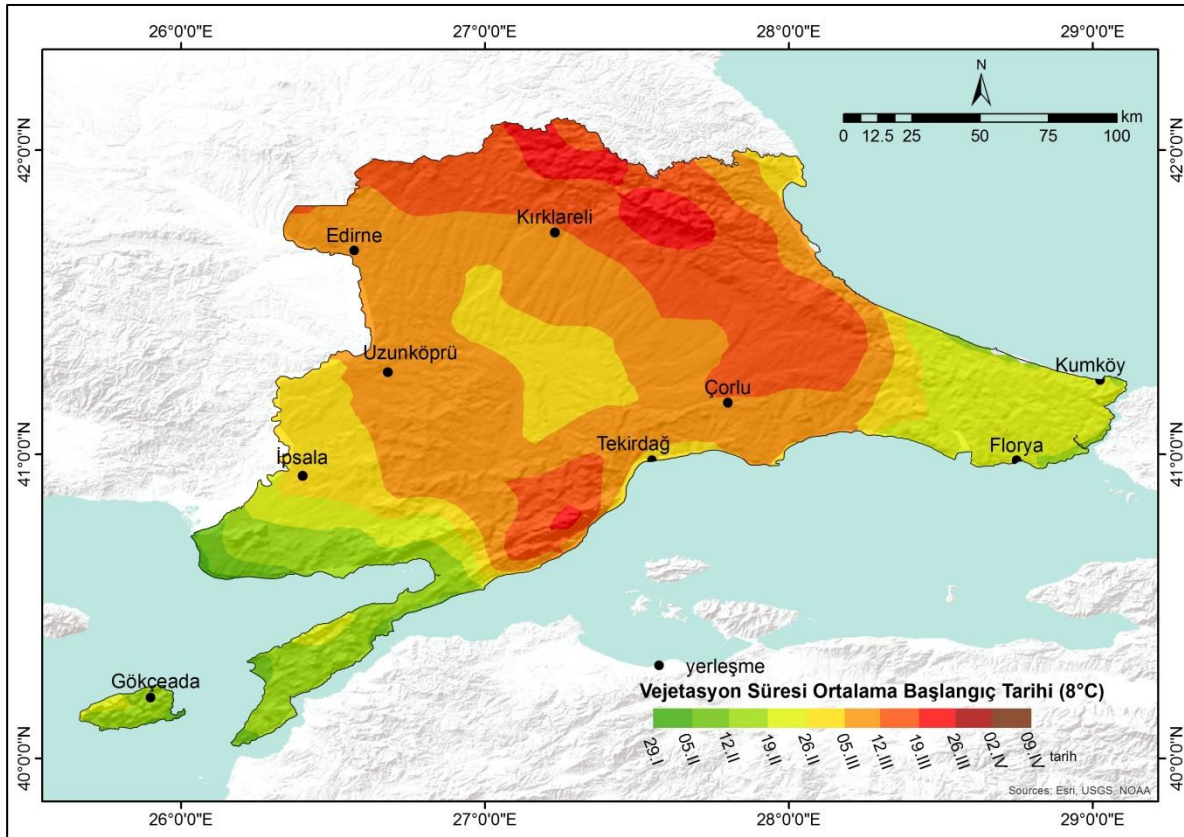 26°0'0"E 27°0'0"E 28°0'0"E 29°0'0"E
N
km
0 12.5 25 50 75 100
42°0'0"N 42°0'0"N
Kırklareli
Edirne
Uzunköprü
Kumköy
Çorlu
Tekirdağ
Florya
41°0'0"N 41°0'0"N
İpsala
yerleşme
Gökçeada
Vejetasyon Süresi Ortalama Başlangıç Tarihi (8°C)
29.I 05.II 12.II 19.II 26.II 05.III 12.III 19.III 26.III 02.IV 09.IV tarih
40°0'0"N 40°0'0"N
Sources: Esri, USGS, NOAA
26°0'0"E 27°0'0"E 28°0'0"E 29°0'0"E